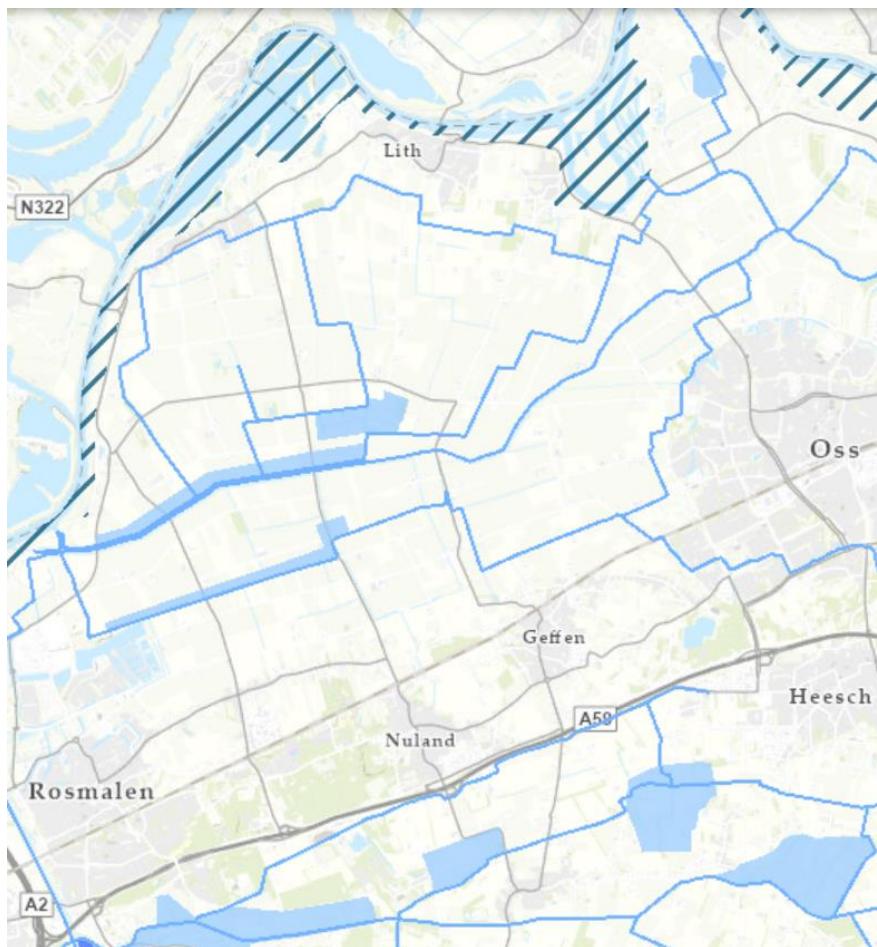 Lith
N322
Oss
Geffen
Heesch
A59
Nuland
Rosmalen
A2